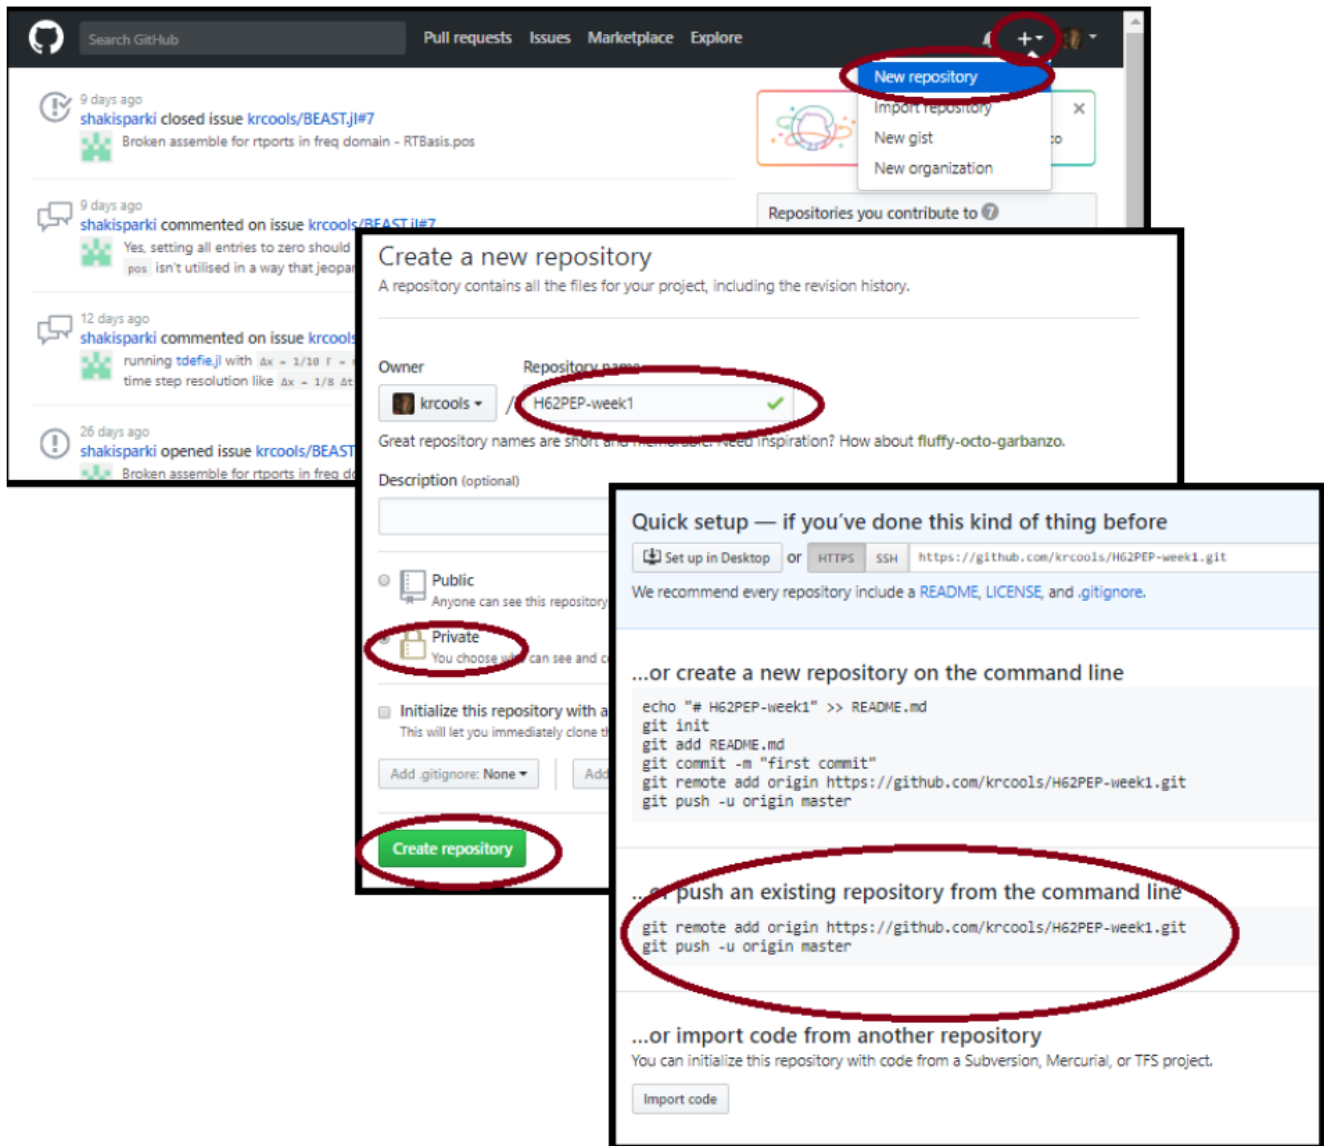 Search GitHub
Pull requests Issues Marketplace Explore
New repository
Import repository
New gist
New organization
9 days ago
shakisparki closed issue krcools/BEAST.jl#7
Broken assemble for rtports in freq domain - RTBasis.pos
9 days ago
shakisparki commented on issue krcools/BEAST.jl#7
Yes, setting all entries to zero should
pos isn't utilised in a way that jeopar
Repositories you contribute to 7
12 days ago
shakisparki commented on issue krcools
running tdefie.jl with Δx = 1/10 Γ =
time step resolution like Δx = 1/8 Δt
26 days ago
shakisparki opened issue krcools/BEAST
Broken assemble for rtports in freq do
Create a new repository
A repository contains all the files for your project, including the revision history.
Owner Repository name
krcools / H62PEP-week1
Great repository names are short and memorable. Need inspiration? How about fluffy-octo-garbanzo.
Description (optional)
Public
Anyone can see this repository
Private
You choose who can see and c
Initialize this repository with a
This will let you immediately clone th
Add .gitignore: None Add
Create repository
Quick setup — if you've done this kind of thing before
Set up in Desktop or HTTPS SSH https://github.com/krcools/H62PEP-week1.git
We recommend every repository include a README, LICENSE, and .gitignore.
...or create a new repository on the command line
echo "# H62PEP-week1" >> README.md
git init
git add README.md
git commit -m "first commit"
git remote add origin https://github.com/krcools/H62PEP-week1.git
git push -u origin master
...or push an existing repository from the command line
git remote add origin https://github.com/krcools/H62PEP-week1.git
git push -u origin master
...or import code from another repository
You can initialize this repository with code from a Subversion, Mercurial, or TFS project.
Import code